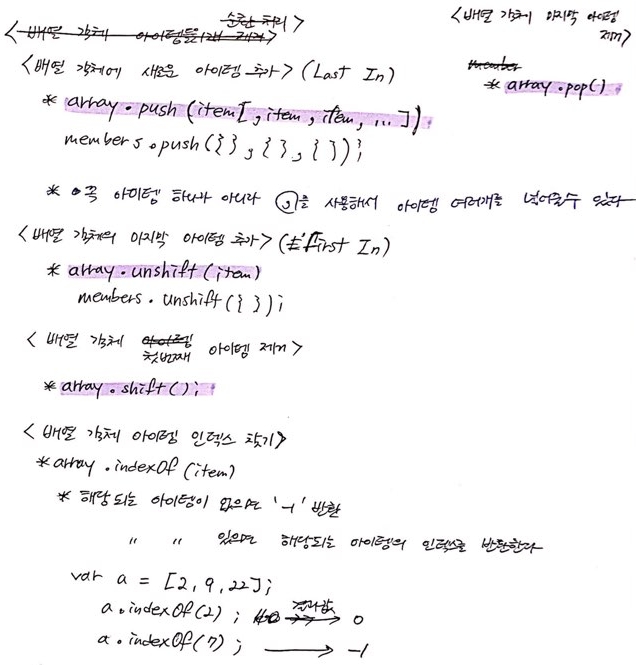 순환 처리>
<배열 객체 아이템들
<배열 객체에 새로운 아이템 추가> (Last In)
* array.push(item[,item,item,...])
members.push({ },{ },{ });
* 꼭 아이템 하나가 아니라 ,를 사용해서 아이템 여러개를 넣어줄 수 있다
<배열 객체의 마지막 아이템 추가> (First In)
* array.unshift(item)
members.unshift({ });
<배열 객체 아이템
첫번째 아이템 제거>
* array.shift();
<배열 객체 아이템 인덱스 찾기>
* array.indexOf(item)
* 해당되는 아이템이 없으면 '-1' 반환
" " 있으면 해당되는 아이템의 인덱스를 반환한다
var a = [2,9,22];
a.indexOf(2); 결과값 → 0
a.indexOf(7); → -1
<배열 객체 마지막 아이템
제거>
member
* array.pop()